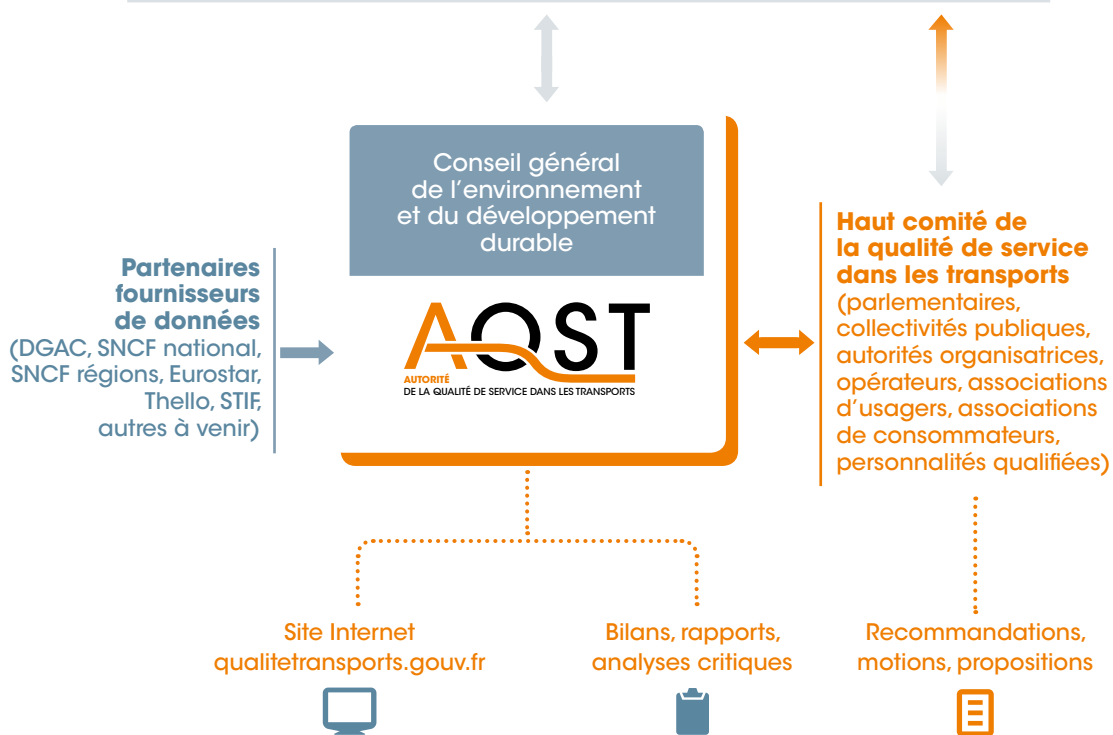 Conseil général
de l’environnement
et du développement
durable
Partenaires
fournisseurs
de données
(DGAC, SNCF national,
SNCF régions, Eurostar,
Thello, STIF,
autres à venir)
AQST
AUTORITÉ
DE LA QUALITÉ DE SERVICE DANS LES TRANSPORTS
Haut comité de
la qualité de service
dans les transports
(parlementaires,
collectivités publiques,
autorités organisatrices,
opérateurs, associations
d’usagers, associations
de consommateurs,
personnalités qualifiées)
Site Internet
qualitetransports.gouv.fr
Bilans, rapports,
analyses critiques
Recommandations,
motions, propositions